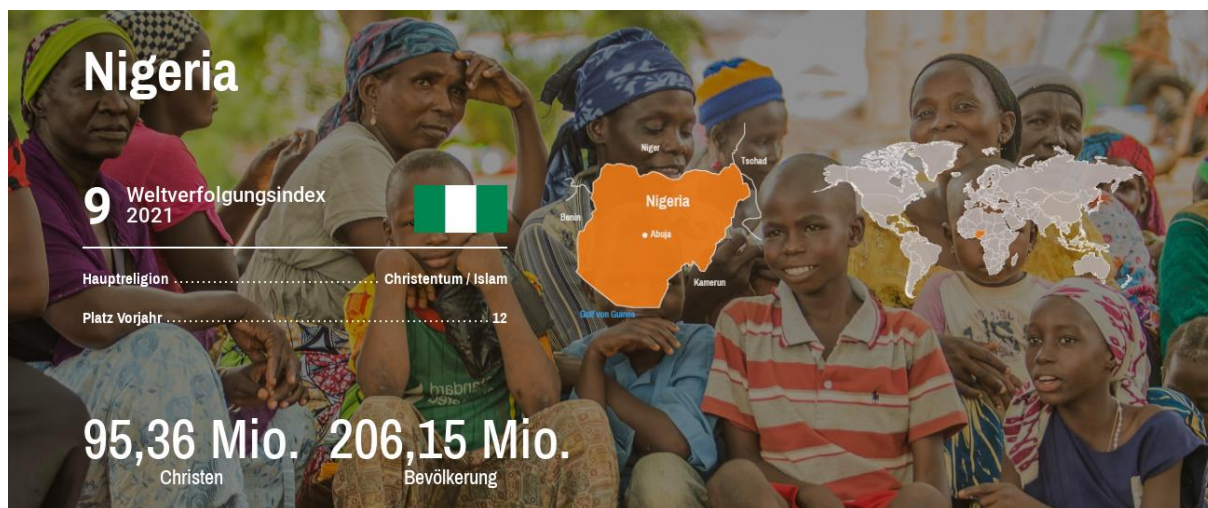 Nigeria
9
Weltverfolgungsindex
2021
Hauptreligion ........................................ Christentum / Islam
Platz Vorjahr ........................................................... 12
95,36 Mio.
Christen
206,15 Mio.
Bevölkerung
Niger
Tschad
Nigeria
Benin
Abuja
Kamerun
Golf von Guinea